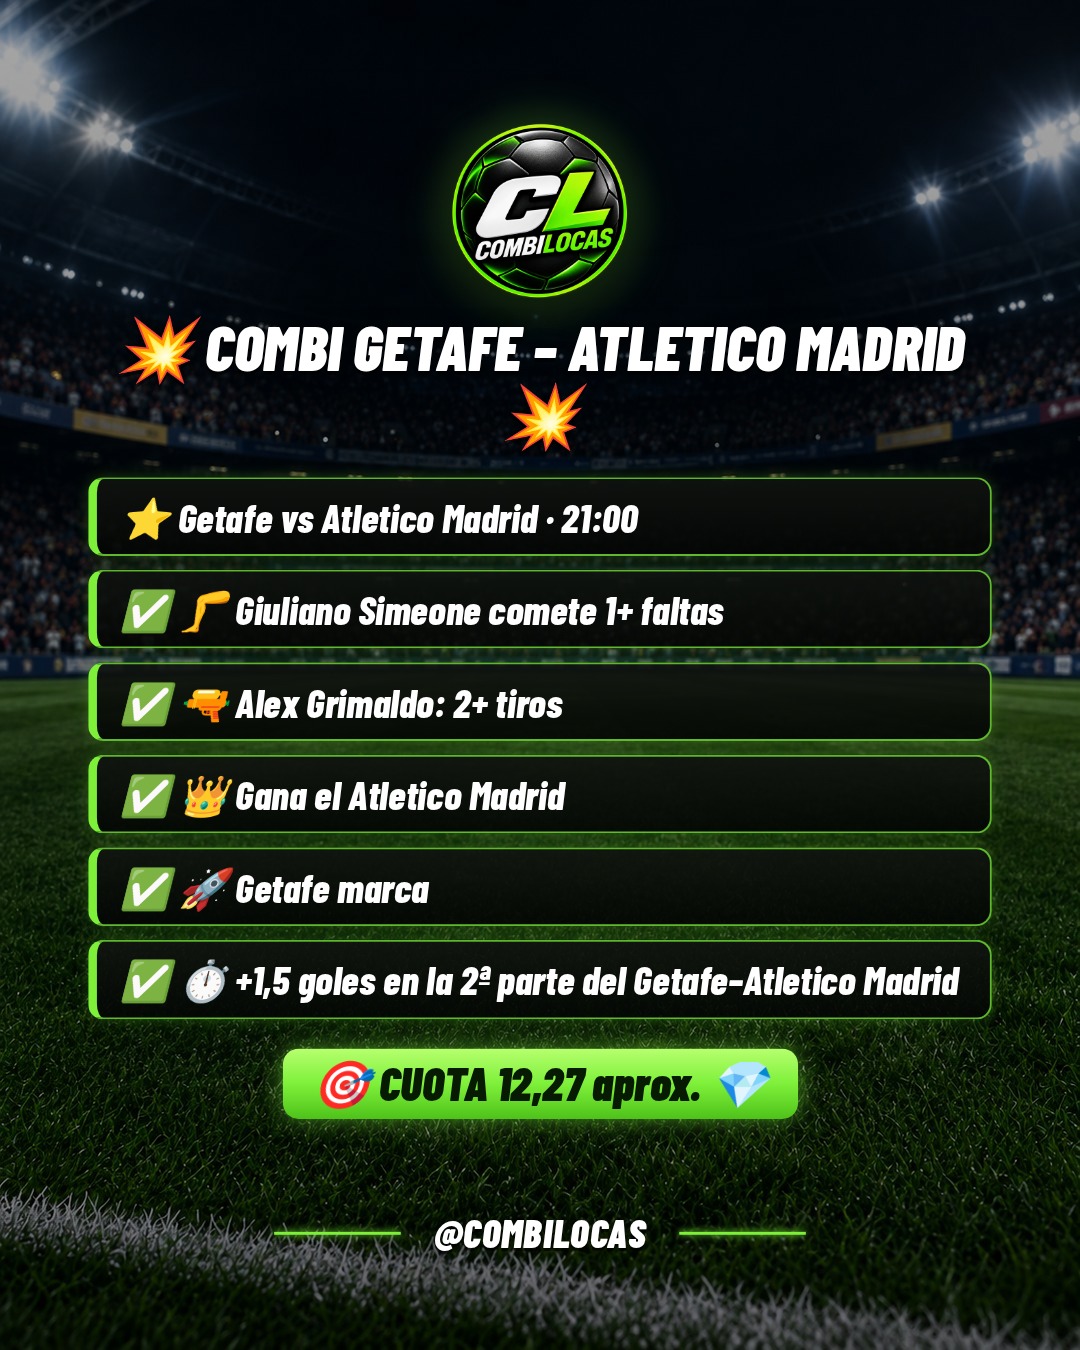 CL
COMBILOCAS
💥 COMBI GETAFE - ATLETICO MADRID
💥
⭐ Getafe vs Atletico Madrid · 21:00
✅ 🦵 Giuliano Simeone comete 1+ faltas
✅ 🔫 Alex Grimaldo: 2+ tiros
✅ 👑 Gana el Atletico Madrid
✅ 🚀 Getafe marca
✅ ⏱️ +1,5 goles en la 2ª parte del Getafe-Atletico Madrid
🎯 CUOTA 12,27 aprox. 💎
@COMBILOCAS